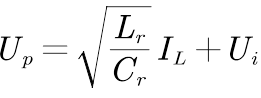 U_p = \sqrt{\frac{L_r}{C_r}} I_L + U_i